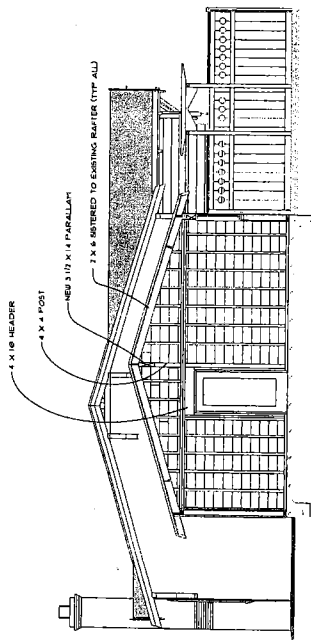 4 X 10 HEADER
4 X 4 POST
NEW 3 1/2 X 14 PARALLAM
2 X 6 SISTERED TO EXISTING RAFTER (TYP ALL)